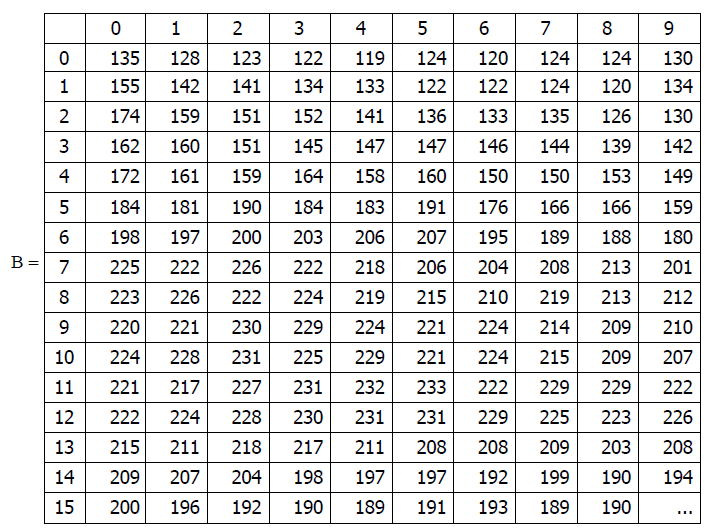 0 1 2 3 4 5 6 7 8 9
0 135 128 123 122 119 124 120 124 124 130
1 155 142 141 134 133 122 122 124 120 134
2 174 159 151 152 141 136 133 135 126 130
3 162 160 151 145 147 147 146 144 139 142
4 172 161 159 164 158 160 150 150 153 149
5 184 181 190 184 183 191 176 166 166 159
6 198 197 200 203 206 207 195 189 188 180
B = 7 225 222 226 222 218 206 204 208 213 201
8 223 226 222 224 219 215 210 219 213 212
9 220 221 230 229 224 221 224 214 209 210
10 224 228 231 225 229 221 224 215 209 207
11 221 217 227 231 232 233 222 229 229 222
12 222 224 228 230 231 231 229 225 223 226
13 215 211 218 217 211 208 208 209 203 208
14 209 207 204 198 197 197 192 199 190 194
15 200 196 192 190 189 191 193 189 190 ...